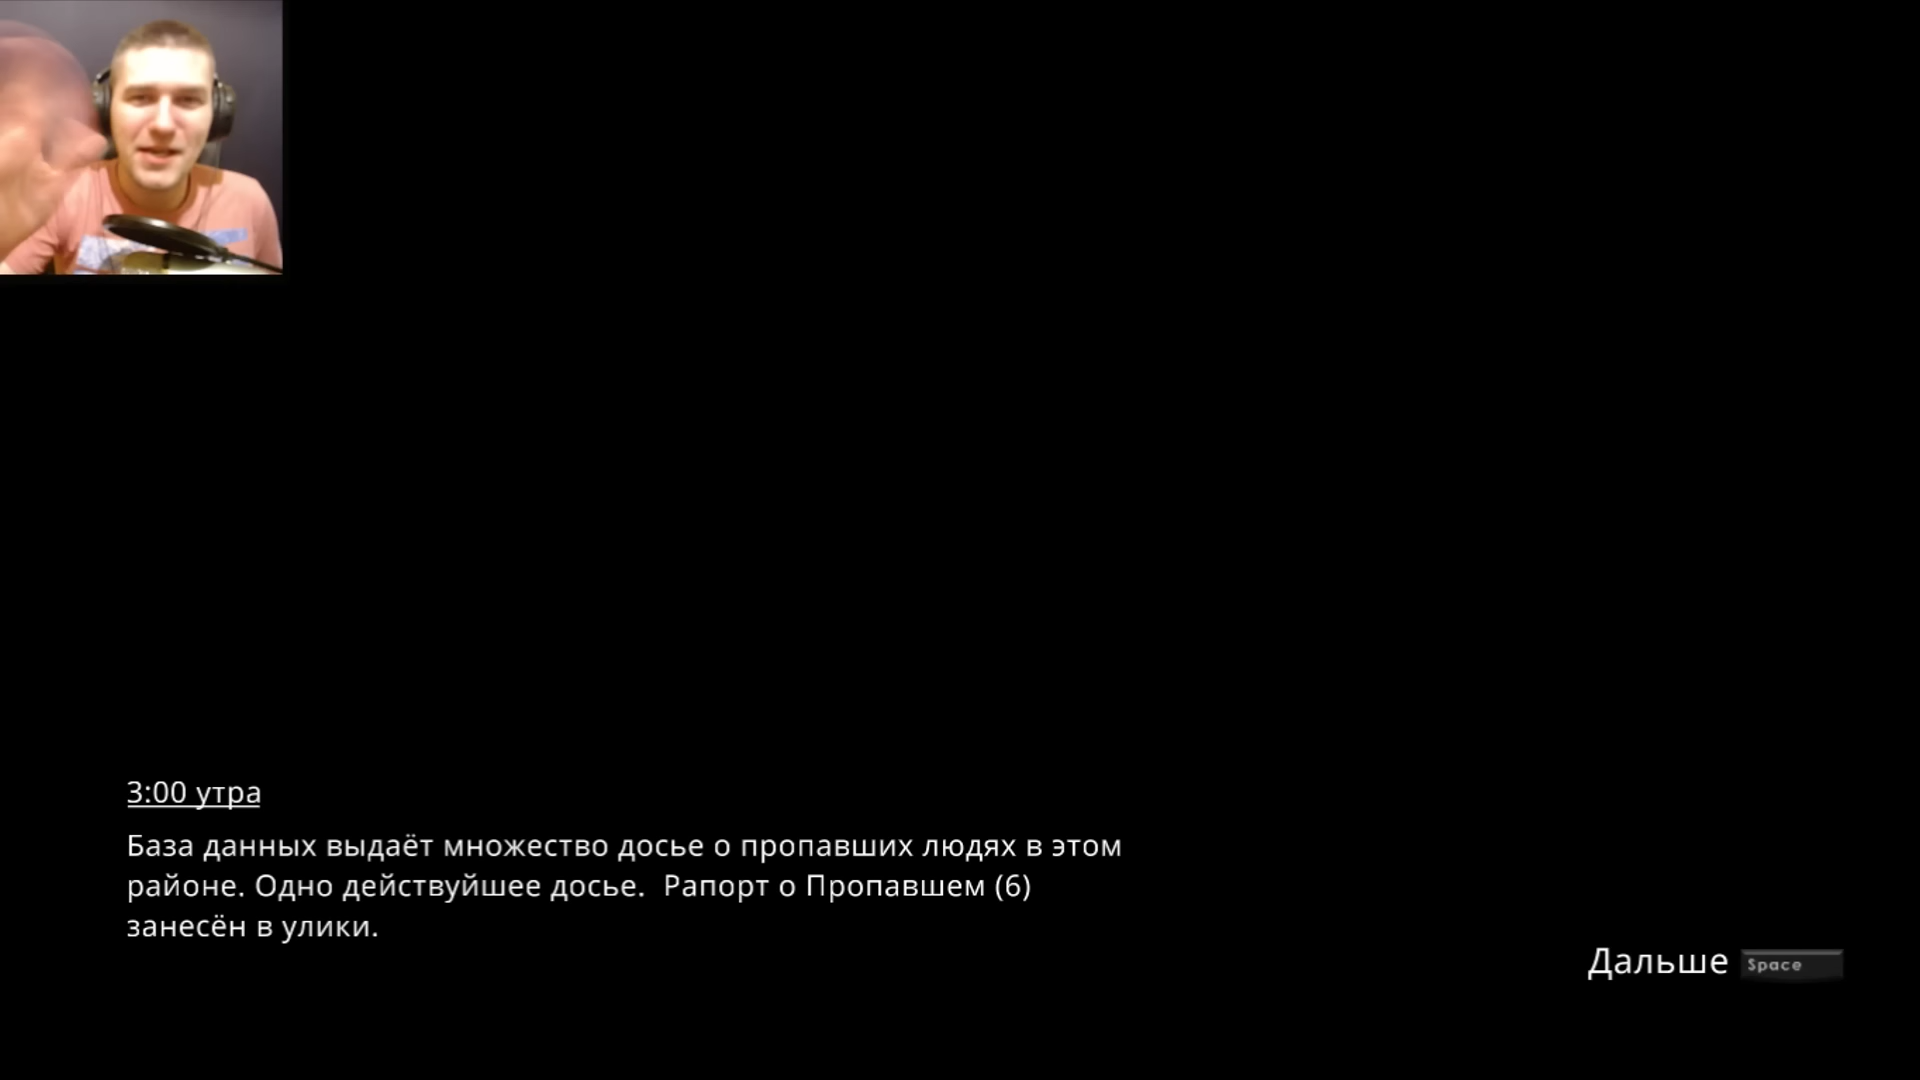 3:00 утра
База данных выдаёт множество досье о пропавших людях в этом
районе. Одно действуйшее досье.  Рапорт о Пропавшем (6)
занесён в улики.
Дальше Space